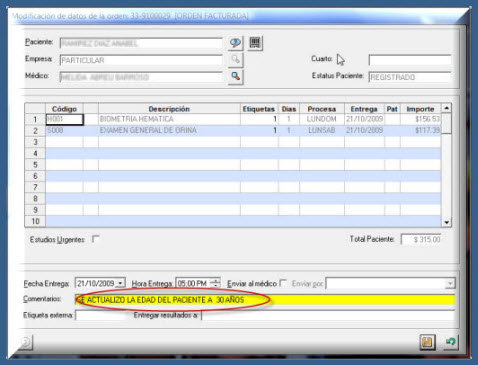 Modificación de datos de la orden: 33-9100029 [ORDEN FACTURADA]
Paciente: RAMIREZ DIAZ ANABEL
Empresa: PARTICULAR Cuarto:
Médico: MELIDA ABREU BARROSO Estatus Paciente: REGISTRADO
Código Descripción Etiquetas Dias Procesa Entrega Pat Importe
1 H001 BIOMETRIA HEMATICA 1 1 LUNDOM 21/10/2009 $156.53
2 S008 EXAMEN GENERAL DE ORINA 1 1 LUNSAB 21/10/2009 $117.39
3
4
5
6
7
8
9
10
Estudios Urgentes: Total Paciente: $ 315.00
Fecha Entrega: 21/10/2009 Hora Entrega: 05:00 PM Enviar al médico Enviar por:
Comentarios: SE ACTUALIZO LA EDAD DEL PACIENTE A 30 AÑOS
Etiqueta externa: Entregar resultados a: